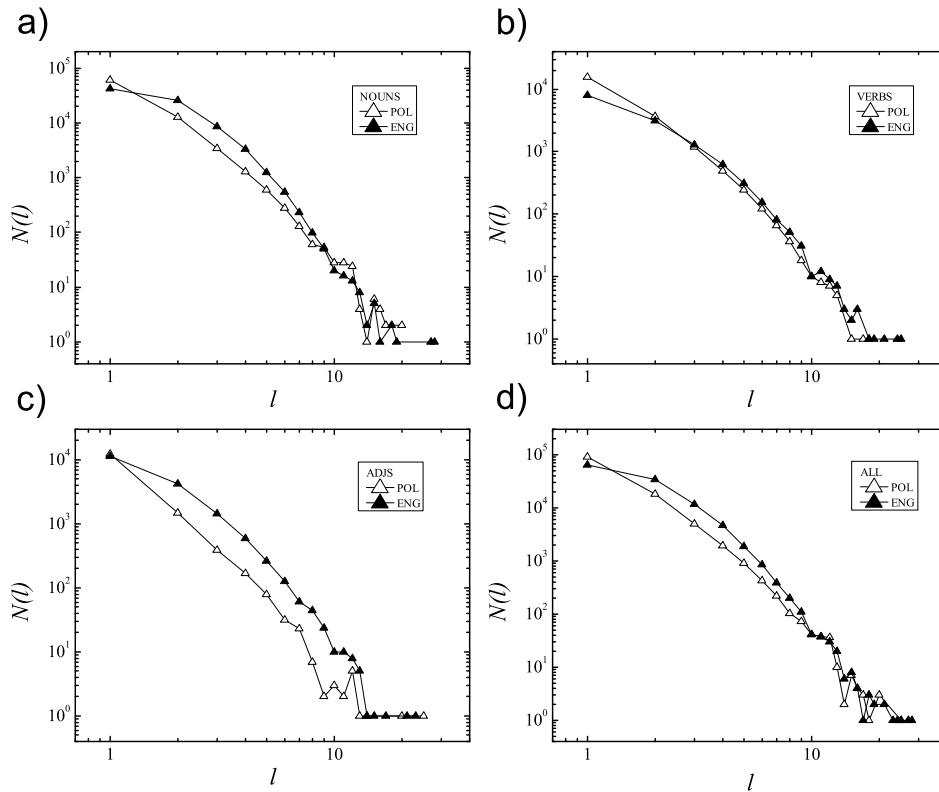 a)
10^5
10^4
10^3
10^2
10^1
10^0
N(l)
1
10
l
NOUNS
POL
ENG
b)
10^4
10^3
10^2
10^1
10^0
N(l)
1
10
l
VERBS
POL
ENG
c)
10^4
10^3
10^2
10^1
10^0
N(l)
1
10
l
ADJS
POL
ENG
d)
10^5
10^4
10^3
10^2
10^1
10^0
N(l)
1
10
l
ALL
POL
ENG